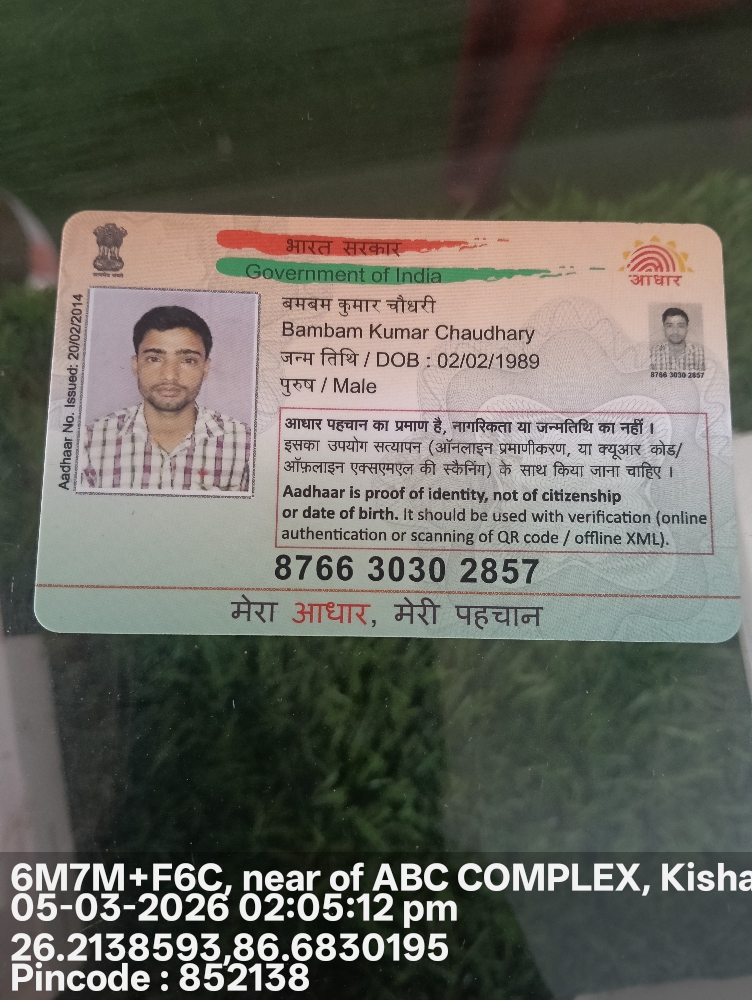 भारत सरकार
Government of India
आधार
Aadhaar No. Issued: 20/02/2014
बमबम कुमार चौधरी
Bambam Kumar Chaudhary
जन्म तिथि / DOB : 02/02/1989
पुरुष / Male
8766 3030 2857
आधार पहचान का प्रमाण है, नागरिकता या जन्मतिथि का नहीं ।
इसका उपयोग सत्यापन (ऑनलाइन प्रमाणीकरण, या क्यूआर कोड/
ऑफ़लाइन एक्सएमएल की स्कैनिंग) के साथ किया जाना चाहिए ।
Aadhaar is proof of identity, not of citizenship
or date of birth. It should be used with verification (online
authentication or scanning of QR code / offline XML).
8766 3030 2857
मेरा आधार, मेरी पहचान
6M7M+F6C, near of ABC COMPLEX, Kisha
05-03-2026 02:05:12 pm
26.2138593,86.6830195
Pincode : 852138